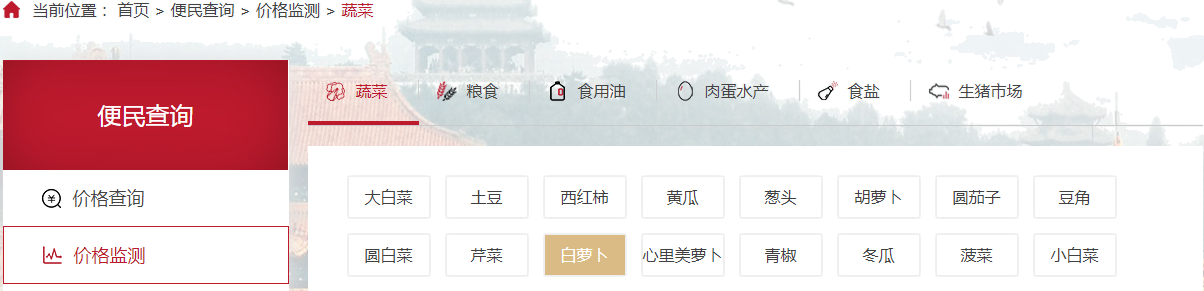 当前位置： 首页 > 便民查询 > 价格监测 > 蔬菜
便民查询
价格查询
价格监测
蔬菜 粮食 食用油 肉蛋水产 食盐 生猪市场
大白菜 土豆 西红柿 黄瓜 葱头 胡萝卜 圆茄子 豆角
圆白菜 芹菜 白萝卜 心里美萝卜 青椒 冬瓜 菠菜 小白菜